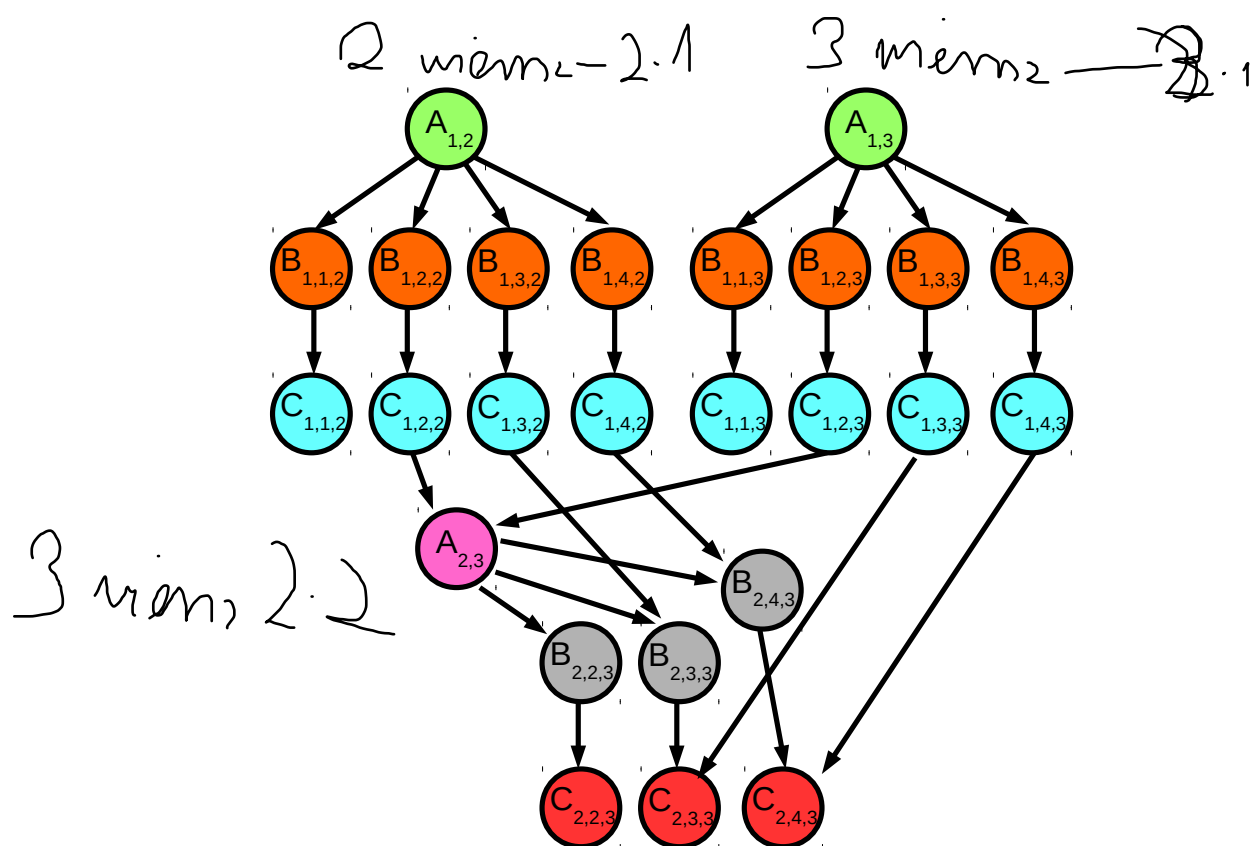 2 wiersz - 2.1
3 wiersz
A1,2
A1,3
B1,1,2 B1,2,2 B1,3,2 B1,4,2 B1,1,3 B1,2,3 B1,3,3 B1,4,3
C1,1,2 C1,2,2 C1,3,2 C1,4,2 C1,1,3 C1,2,3 C1,3,3 C1,4,3
A2,3
B2,4,3
3 wiersz 2.2
B2,2,3 B2,3,3
C2,2,3 C2,3,3 C2,4,3